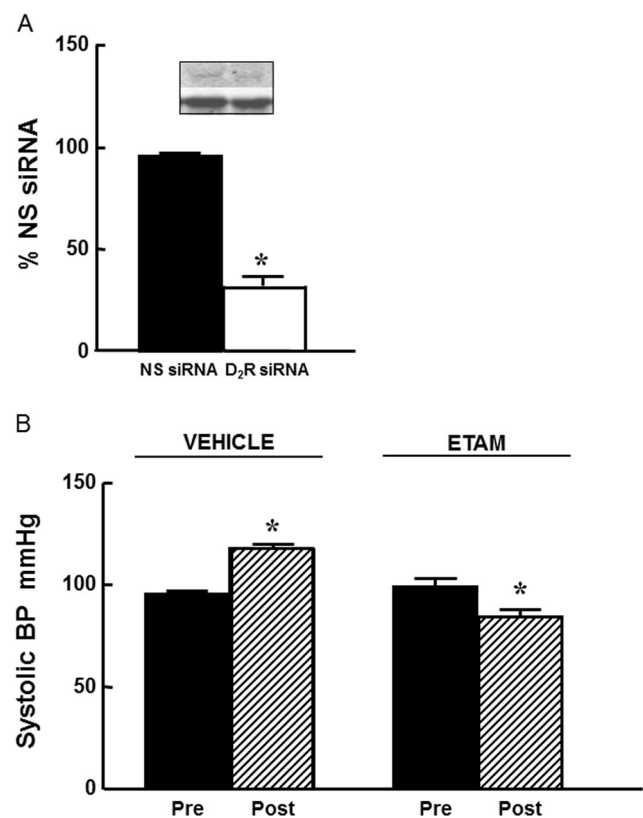 A
150
100
50
0
% NS siRNA
*
NS siRNA D₂R siRNA
B
VEHICLE ETAM
150
100
50
0
Systolic BP mmHg
* *
Pre Post Pre Post